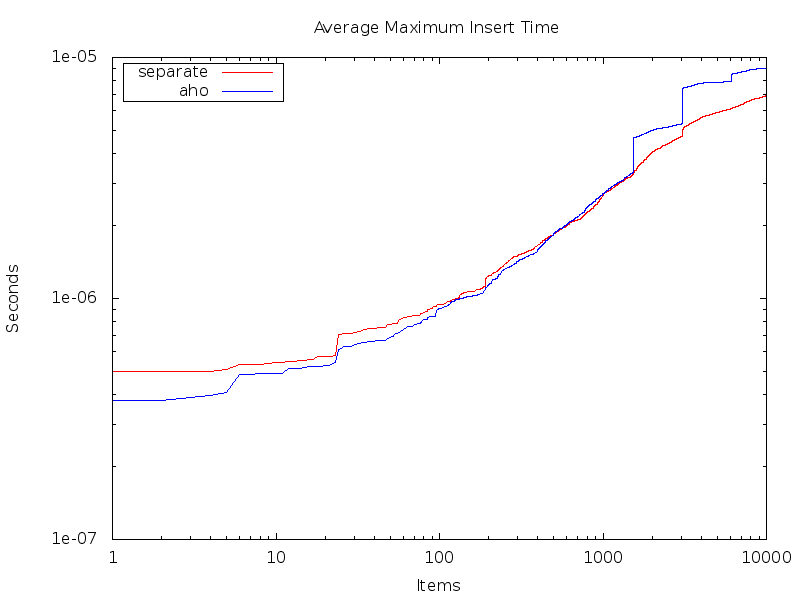 Average Maximum Insert Time
1e-05
separate
aho
1e-06
Seconds
1e-07
1 10 100 1000 10000
Items